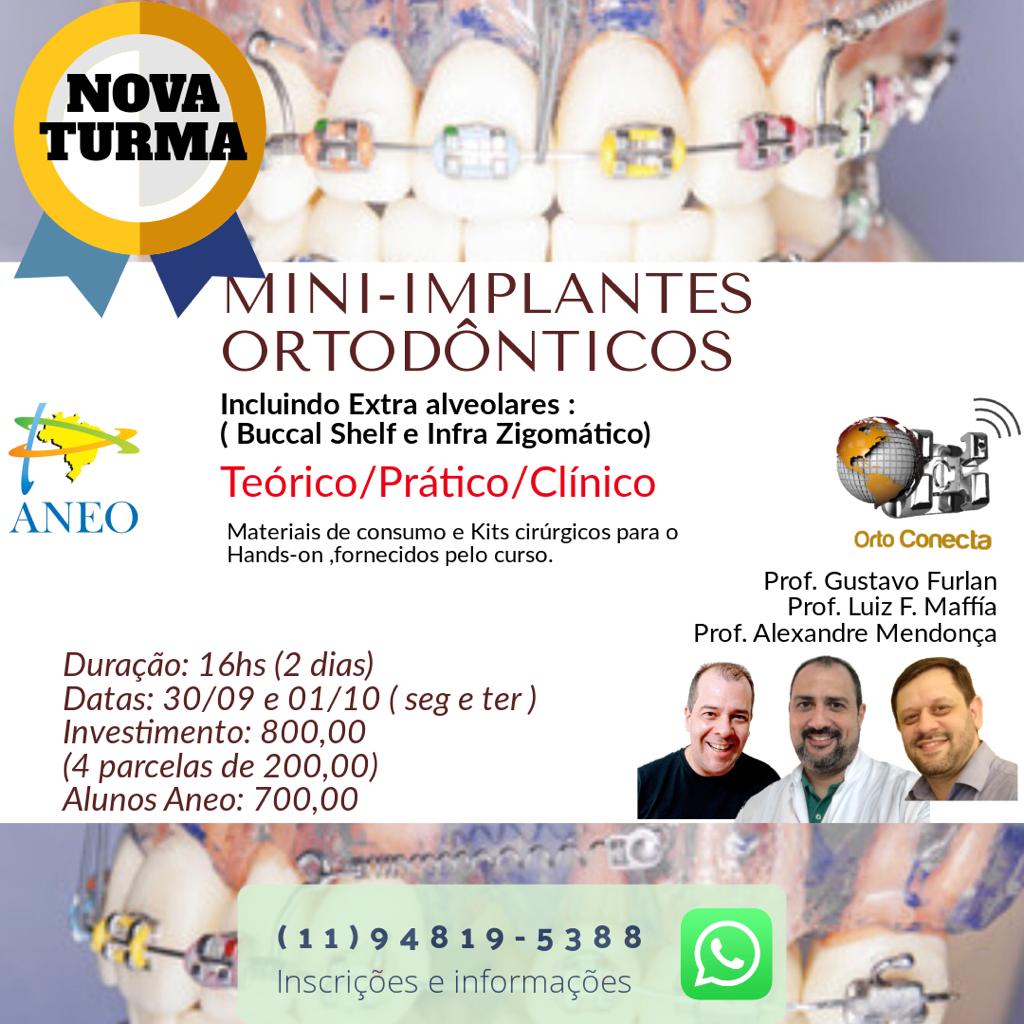 NOVA
TURMA
MINI-IMPLANTES
ORTODÔNTICOS
Incluindo Extra alveolares :
( Buccal Shelf e Infra Zigomático)
Teórico/Prático/Clínico
Materiais de consumo e Kits cirúrgicos para o
Hands-on ,fornecidos pelo curso.
ANEO
Orto Conecta
Prof. Gustavo Furlan
Prof. Luiz F. Maffía
Prof. Alexandre Mendonça
Duração: 16hs (2 dias)
Datas: 30/09 e 01/10 ( seg e ter )
Investimento: 800,00
(4 parcelas de 200,00)
Alunos Aneo: 700,00
(11)94819-5388
Inscrições e informações